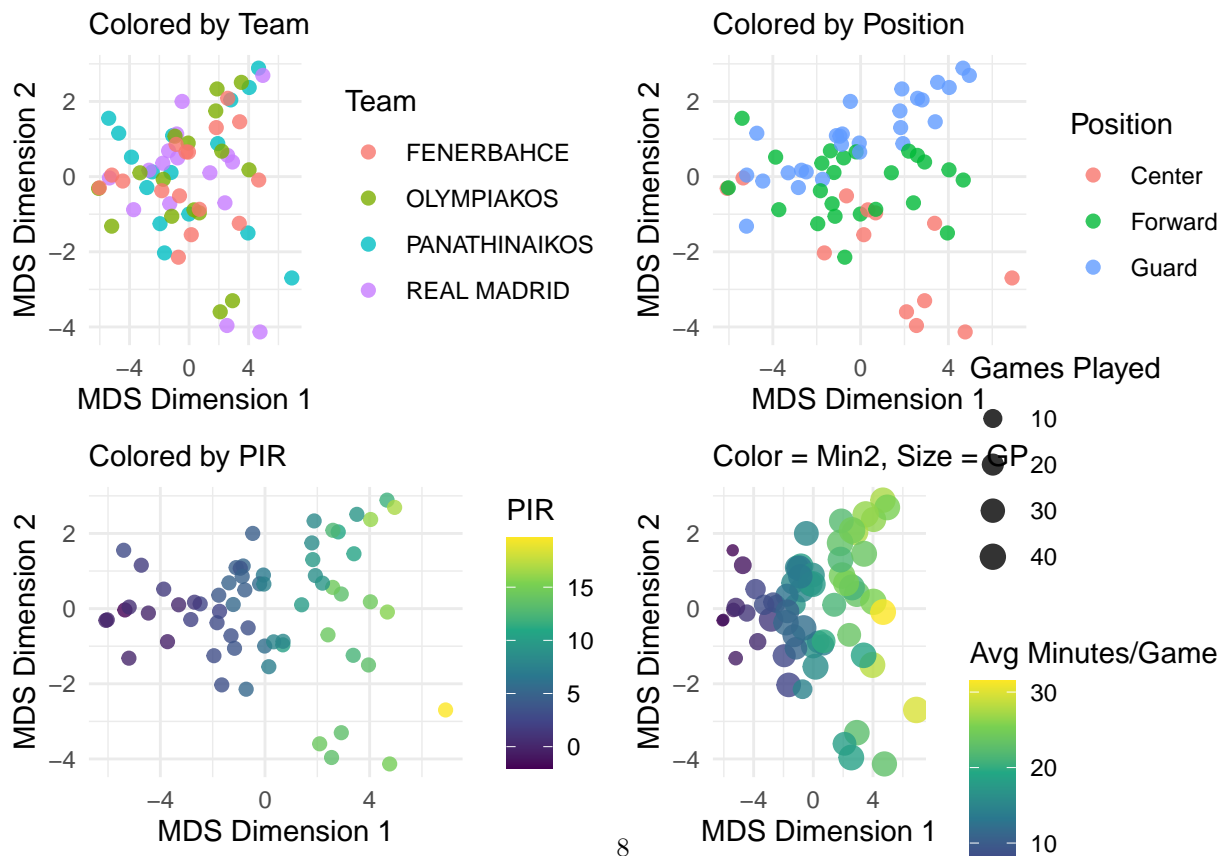 Colored by Team
MDS Dimension 2
2
0
−2
−4
−4 0 4
MDS Dimension 1
Team
FENERBAHCE
OLYMPIAKOS
PANATHINAIKOS
REAL MADRID
Colored by Position
MDS Dimension 2
2
0
−2
−4
−4 0 4
MDS Dimension 1
Position
Center
Forward
Guard
Colored by PIR
MDS Dimension 2
2
0
−2
−4
−4 0 4
MDS Dimension 1
PIR
15
10
5
0
Color = Min2, Size = GP
MDS Dimension 2
2
0
−2
−4
−4 0 4
MDS Dimension 1
Games Played
10
20
30
40
Avg Minutes/Game
30
20
10
8